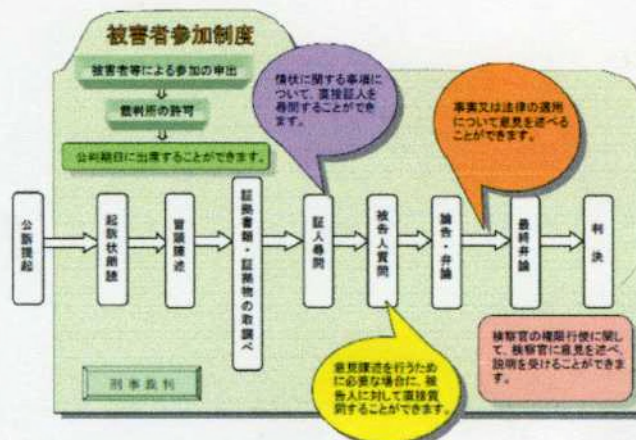 被害者参加制度
被害者等による参加の申出
裁判所の許可
公判期日に出席することができます。
情状に関する事項
について、直接証人を
尋問することができ
ます。
事実又は法律の適用
について意見を述べる
ことができます。
公訴提起
起訴状朗読
冒頭陳述
証拠書類・証拠物の取調べ
証人尋問
被告人質問
論告・弁論
最終弁論
判決
意見陳述を行うため
に必要な場合に、被
告人に対して直接質
問することができます。
検察官の権限行使に関し
て、検察官に意見を述べ、
説明を受けることができま
す。
刑事裁判